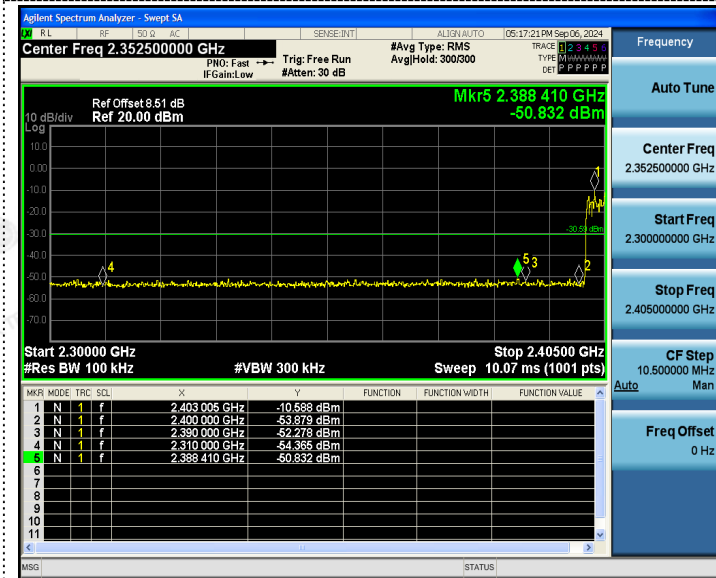 Agilent Spectrum Analyzer - Swept SA
LXI RL RF 50 Ω AC SENSE:INT ALIGN AUTO 05:17:21 PM Sep 06, 2024
Center Freq 2.352500000 GHz
PNO: Fast
IFGain:Low
Trig: Free Run
#Atten: 30 dB
#Avg Type: RMS
Avg|Hold: 300/300
TRACE 1 2 3 4 5 6
TYPE M
DET P P P P P P
Ref Offset 8.51 dB
Ref 20.00 dBm
10 dB/div
Log
Mkr5 2.388 410 GHz
-50.832 dBm
10.0
0.00
-10.0
-20.0
-30.0
-40.0
-50.0
-60.0
-70.0
-30.59 dBm
1
4
5
3
2
Start 2.30000 GHz Stop 2.40500 GHz
#Res BW 100 kHz #VBW 300 kHz Sweep 10.07 ms (1001 pts)
MKR MODE TRC SCL X Y FUNCTION FUNCTION WIDTH FUNCTION VALUE
1 N 1 f 2.403 005 GHz -10.588 dBm
2 N 1 f 2.400 000 GHz -53.879 dBm
3 N 1 f 2.390 000 GHz -52.278 dBm
4 N 1 f 2.310 000 GHz -54.365 dBm
5 N 1 f 2.388 410 GHz -50.832 dBm
6
7
8
9
10
11
MSG STATUS
Frequency
Auto Tune
Center Freq
2.352500000 GHz
Start Freq
2.300000000 GHz
Stop Freq
2.405000000 GHz
CF Step
10.500000 MHz
Auto Man
Freq Offset
0 Hz